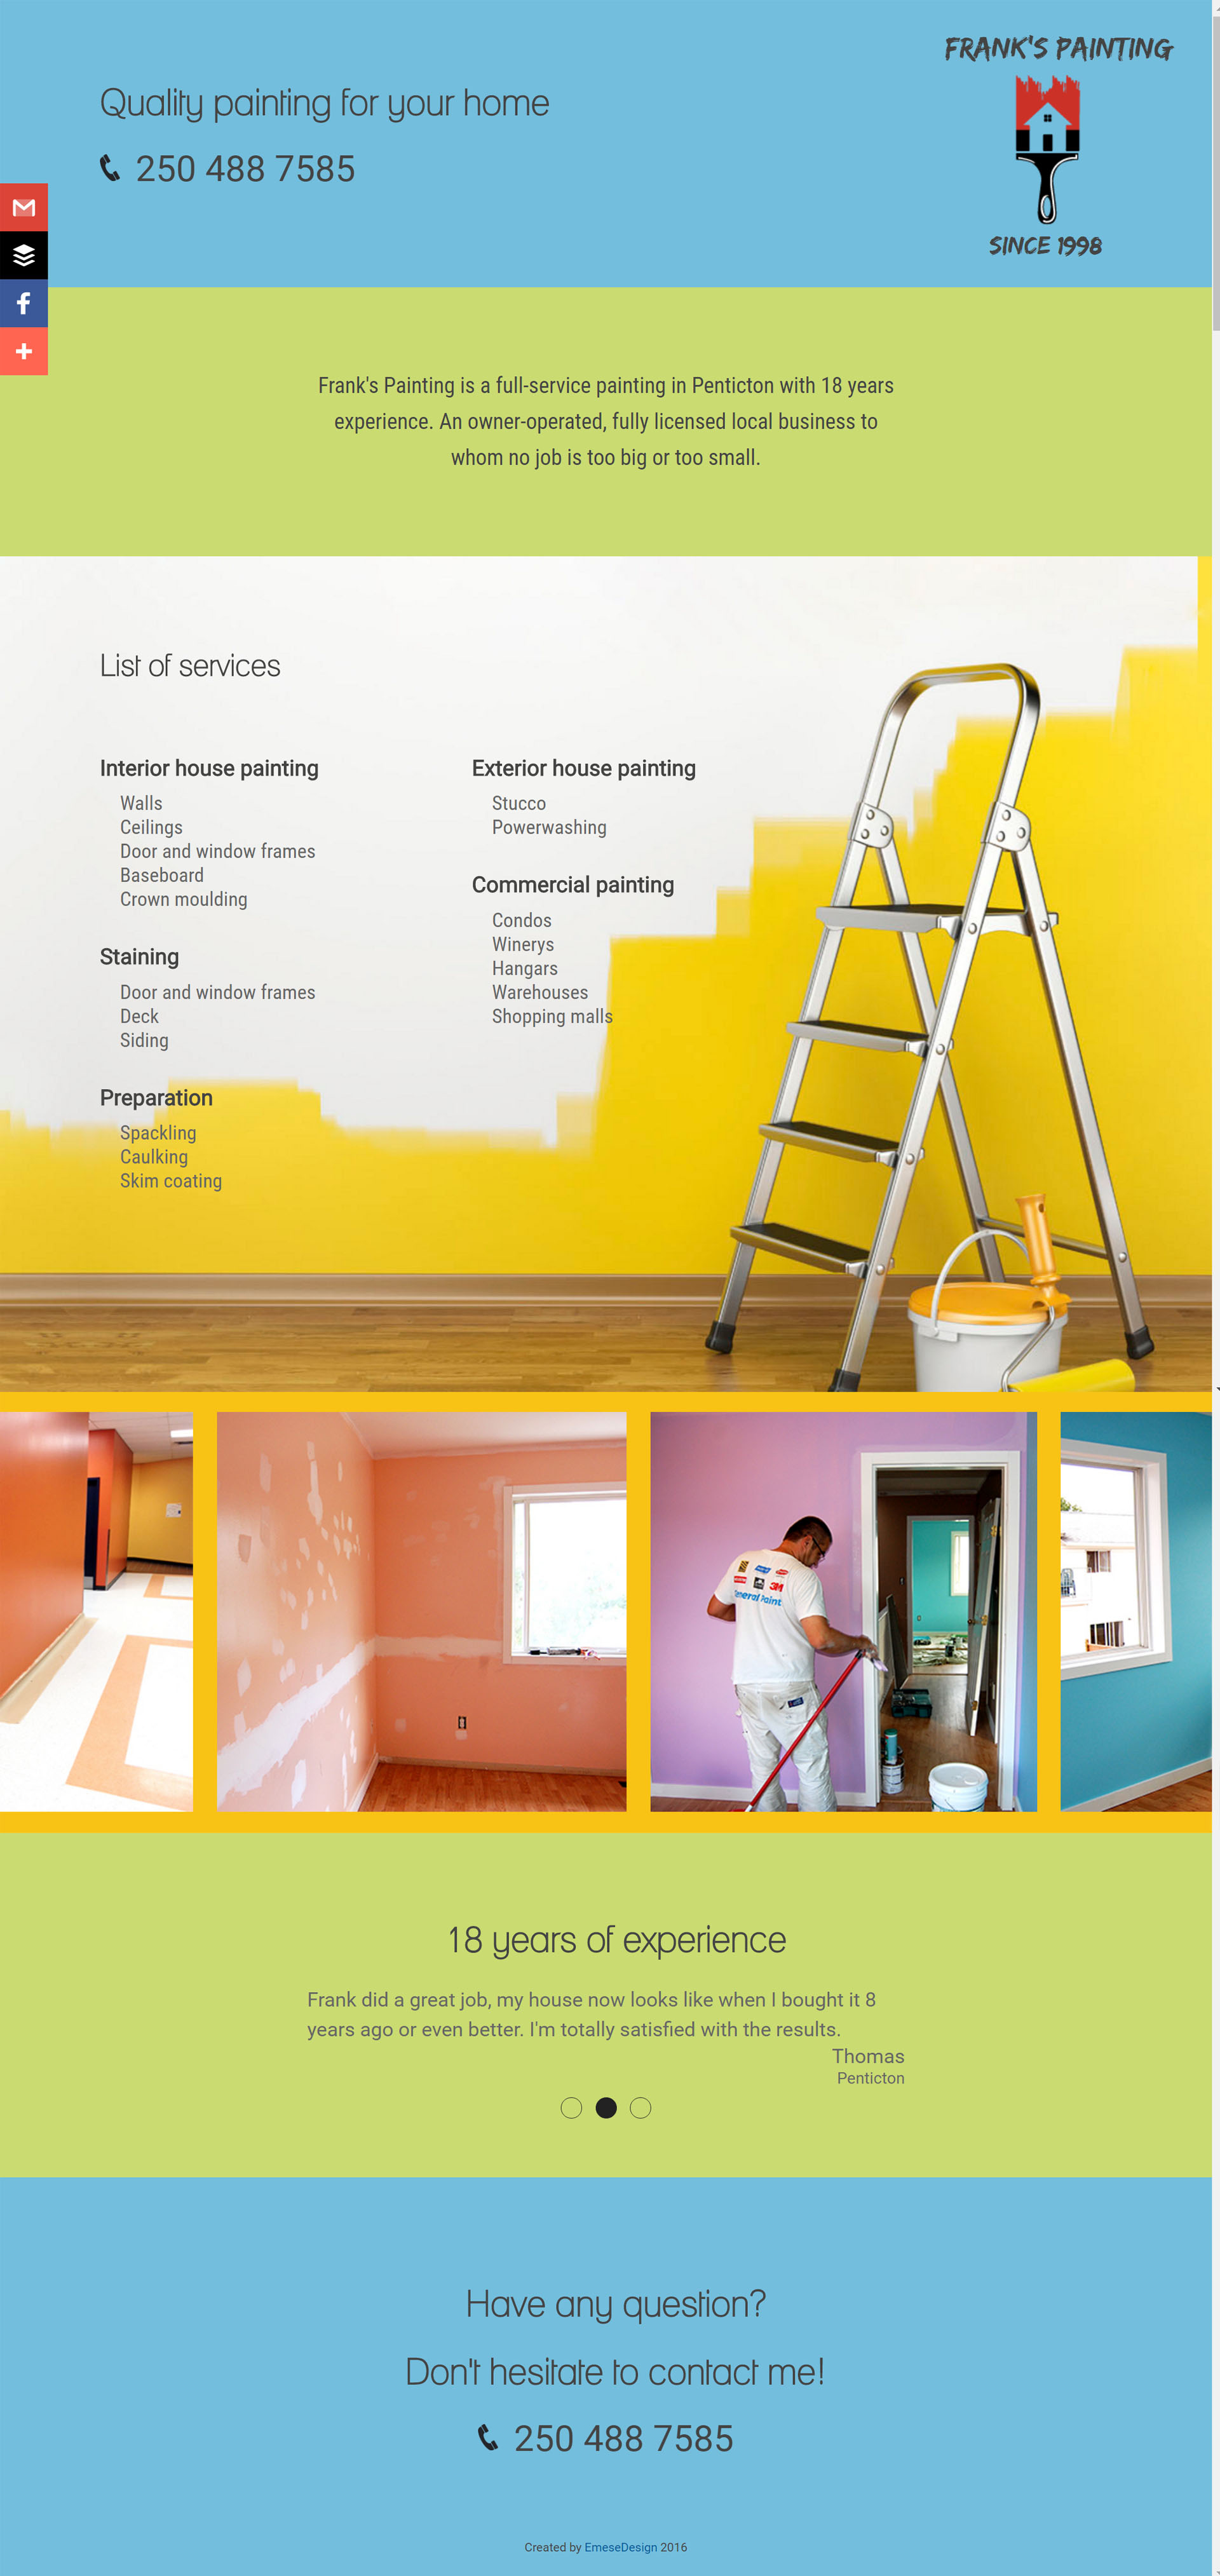 FRANK'S PAINTING
Quality painting for your home
250 488 7585
SINCE 1998
Frank's Painting is a full-service painting in Penticton with 18 years
experience. An owner-operated, fully licensed local business to
whom no job is too big or too small.
List of services
Interior house painting
Walls
Ceilings
Door and window frames
Baseboard
Crown moulding
Staining
Door and window frames
Deck
Siding
Preparation
Spackling
Caulking
Skim coating
Exterior house painting
Stucco
Powerwashing
Commercial painting
Condos
Winerys
Hangars
Warehouses
Shopping malls
3M
General Paint
18 years of experience
Frank did a great job, my house now looks like when I bought it 8
years ago or even better. I'm totally satisfied with the results.
Thomas
Penticton
Have any question?
Don't hesitate to contact me!
250 488 7585
Created by EmeseDesign 2016